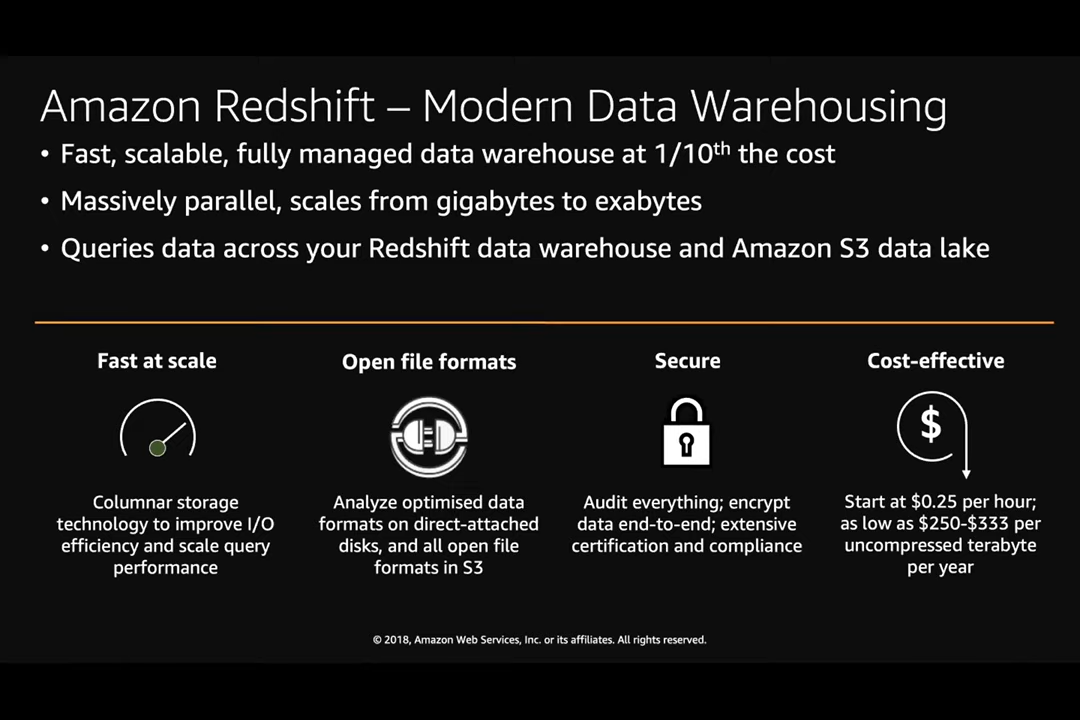 Amazon Redshift – Modern Data Warehousing
• Fast, scalable, fully managed data warehouse at 1/10th the cost
• Massively parallel, scales from gigabytes to exabytes
• Queries data across your Redshift data warehouse and Amazon S3 data lake
Fast at scale
Columnar storage
technology to improve I/O
efficiency and scale query
performance
Open file formats
Analyze optimised data
formats on direct-attached
disks, and all open file
formats in S3
Secure
Audit everything; encrypt
data end-to-end; extensive
certification and compliance
Cost-effective
$
Start at $0.25 per hour;
as low as $250-$333 per
uncompressed terabyte
per year
© 2018, Amazon Web Services, Inc. or its affiliates. All rights reserved.